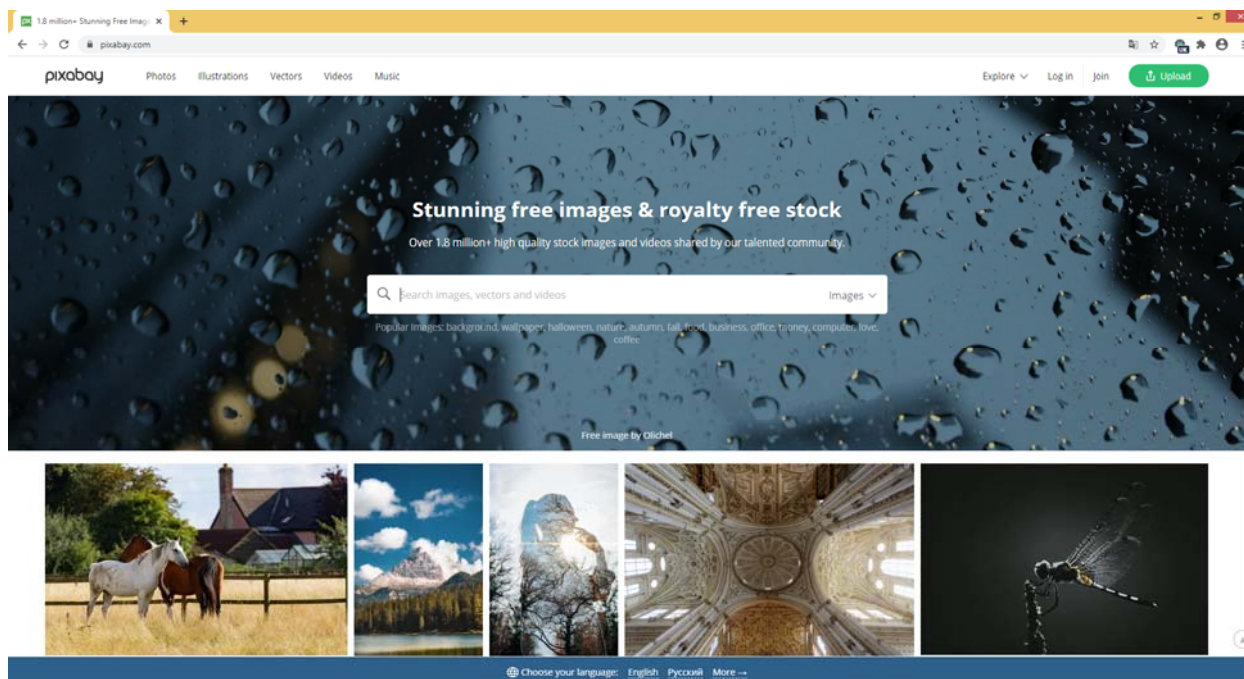 1.8 million+ Stunning Free Imag
pixabay.com
pixabay Photos Illustrations Vectors Videos Music Explore Log in Join Upload
Stunning free images & royalty free stock
Over 1.8 million+ high quality stock images and videos shared by our talented community.
Search images, vectors and videos Images
Popular Images: background, wallpaper, halloween, nature, autumn, fall, food, business, office, money, computer, love,
coffee
Free image by Olichel
Choose your language: English Русский More →